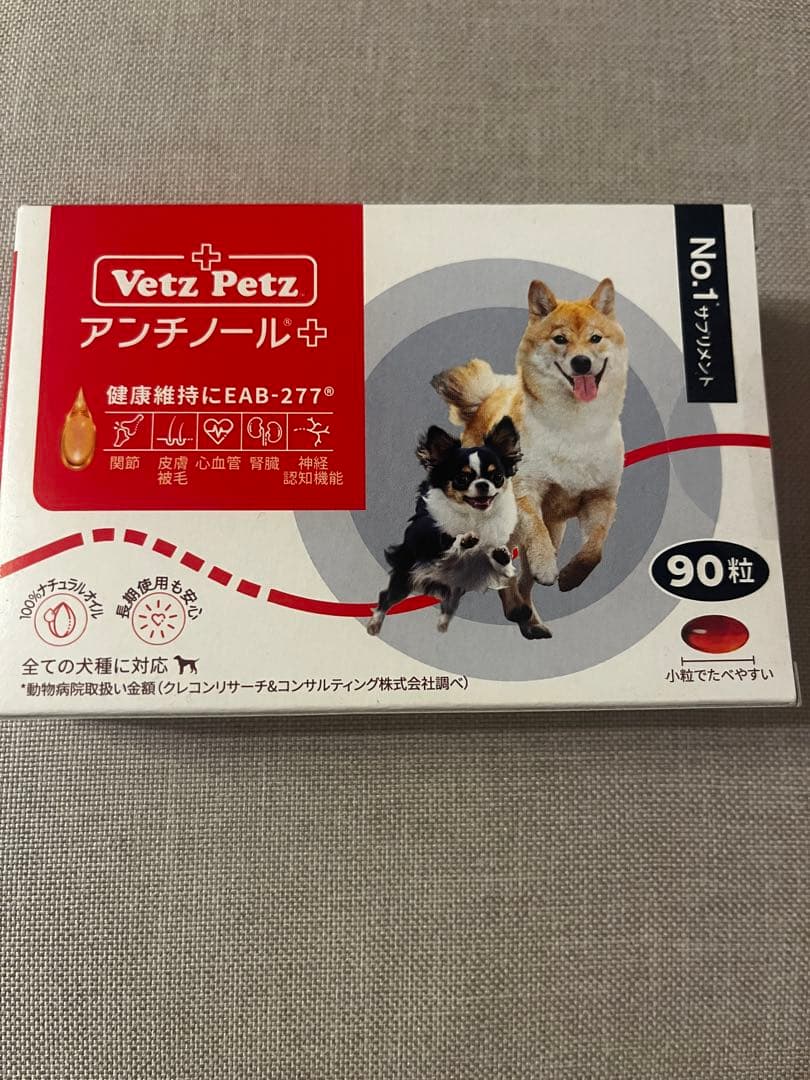 Vetz Petz
アンチノール®+
健康維持にEAB-277®
関節
皮膚
被毛
心血管
腎臓
神経
認知機能
No.1*サプリメント
100%ナチュラルオイル
長期使用も安心
90粒
小粒でたべやすい
全ての犬種に対応
*動物病院取扱い金額(クレコンリサーチ&コンサルティング株式会社調べ)